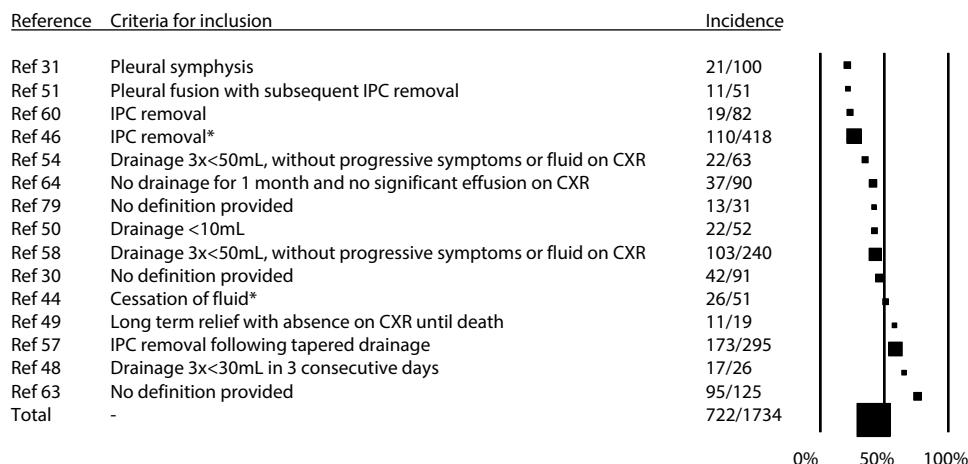 Reference Criteria for inclusion Incidence
Ref 31 Pleural symphysis 21/100
Ref 51 Pleural fusion with subsequent IPC removal 11/51
Ref 60 IPC removal 19/82
Ref 46 IPC removal* 110/418
Ref 54 Drainage 3x<50mL, without progressive symptoms or fluid on CXR 22/63
Ref 64 No drainage for 1 month and no significant effusion on CXR 37/90
Ref 79 No definition provided 13/31
Ref 50 Drainage <10mL 22/52
Ref 58 Drainage 3x<50mL, without progressive symptoms or fluid on CXR 103/240
Ref 30 No definition provided 42/91
Ref 44 Cessation of fluid* 26/51
Ref 49 Long term relief with absence on CXR until death 11/19
Ref 57 IPC removal following tapered drainage 173/295
Ref 48 Drainage 3x<30mL in 3 consecutive days 17/26
Ref 63 No definition provided 95/125
Total - 722/1734
0% 50% 100%